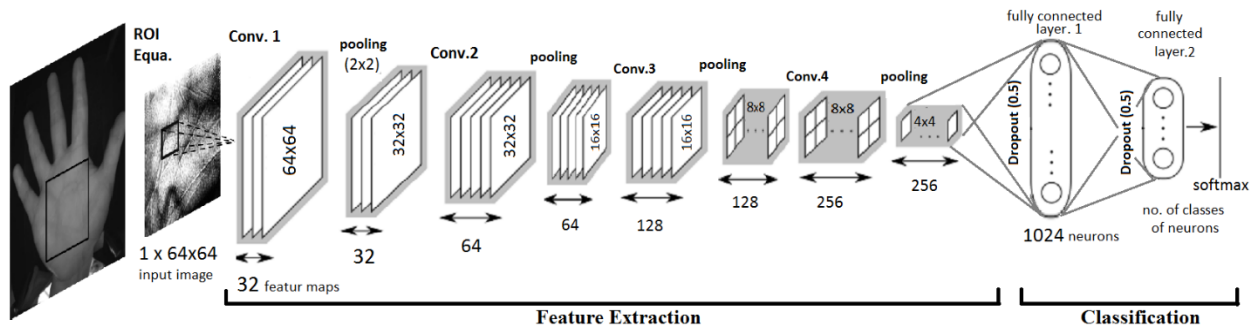 ROI
Equa.
1 x 64x64
input image
Conv. 1
64x64
32 featur maps
pooling
(2x2)
32x32
32
Conv.2
32x32
64
pooling
16x16
64
Conv.3
16x16
128
pooling
8x8
128
Conv.4
8x8
256
pooling
4x4
256
fully connected
layer. 1
Dropout (0.5)
1024 neurons
fully
connected
layer.2
Dropout (0.5)
softmax
no. of classes
of neurons
Feature Extraction
Classification